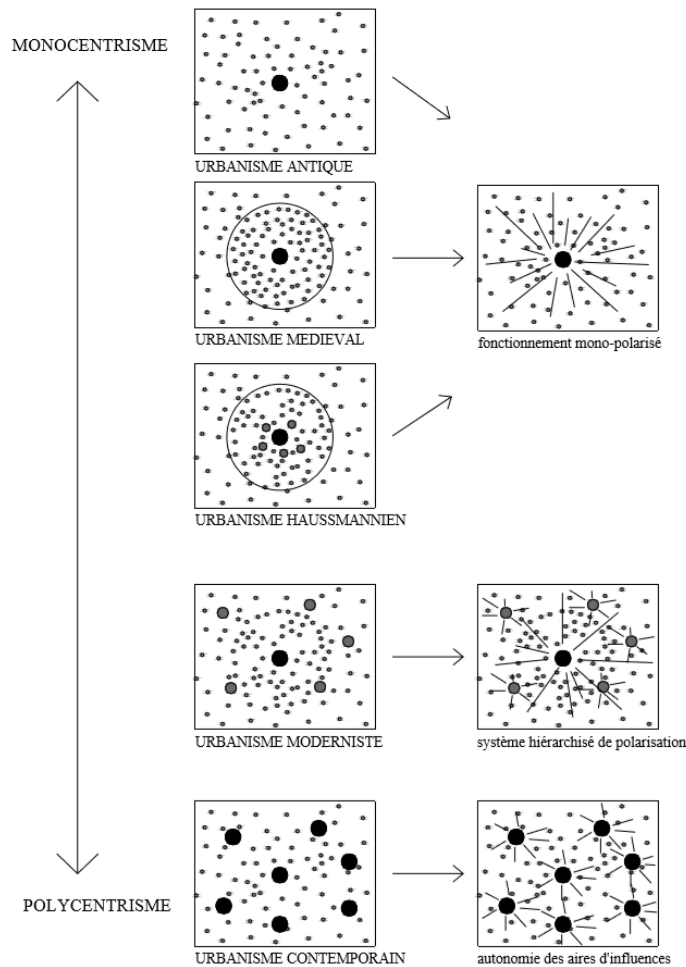 MONOCENTRISME
URBANISME ANTIQUE
URBANISME MEDIEVAL
fonctionnement mono-polarisé
URBANISME HAUSSMANNIEN
URBANISME MODERNISTE
système hiérarchisé de polarisation
POLYCENTRISME
URBANISME CONTEMPORAIN
autonomie des aires d'influences